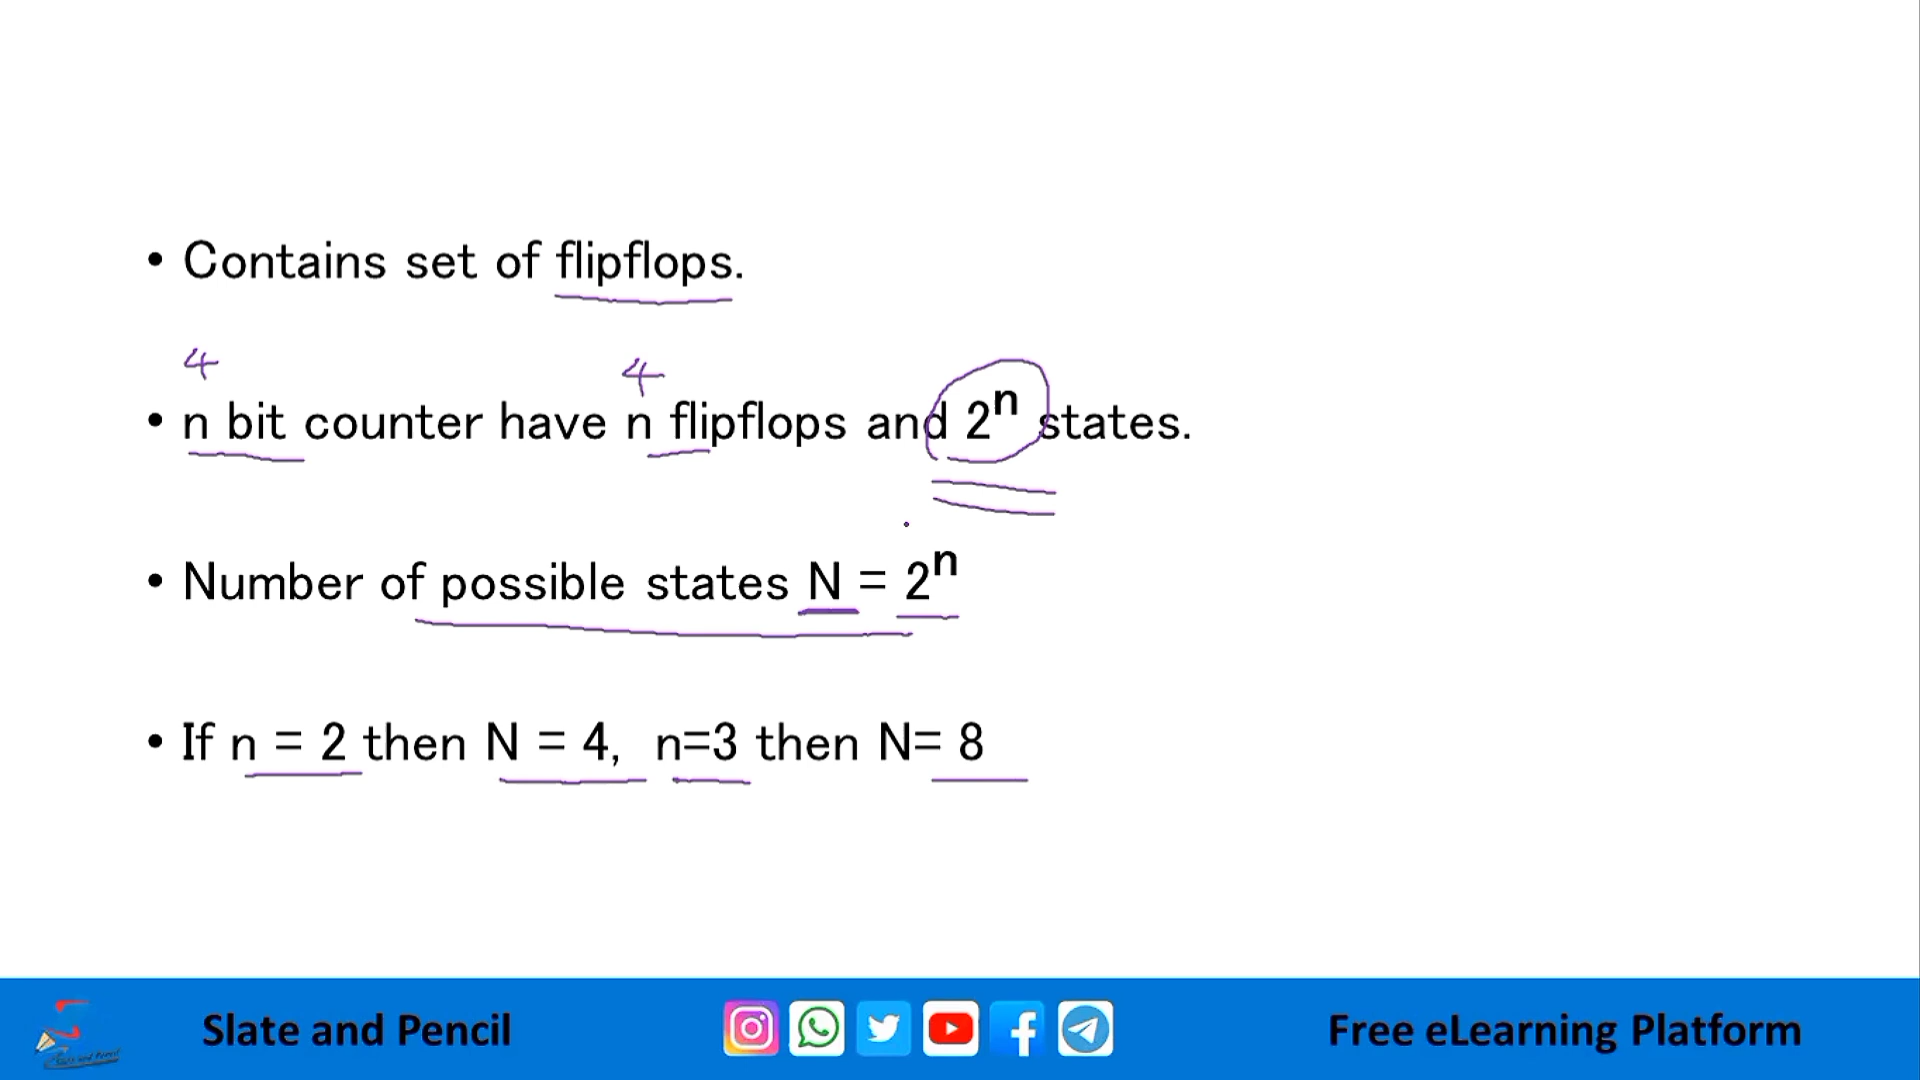 • Contains set of flipflops.
4 4
• n bit counter have n flipflops and 2ⁿ states.
• Number of possible states N = 2ⁿ
• If n = 2 then N = 4, n=3 then N= 8
Slate and Pencil
Free eLearning Platform